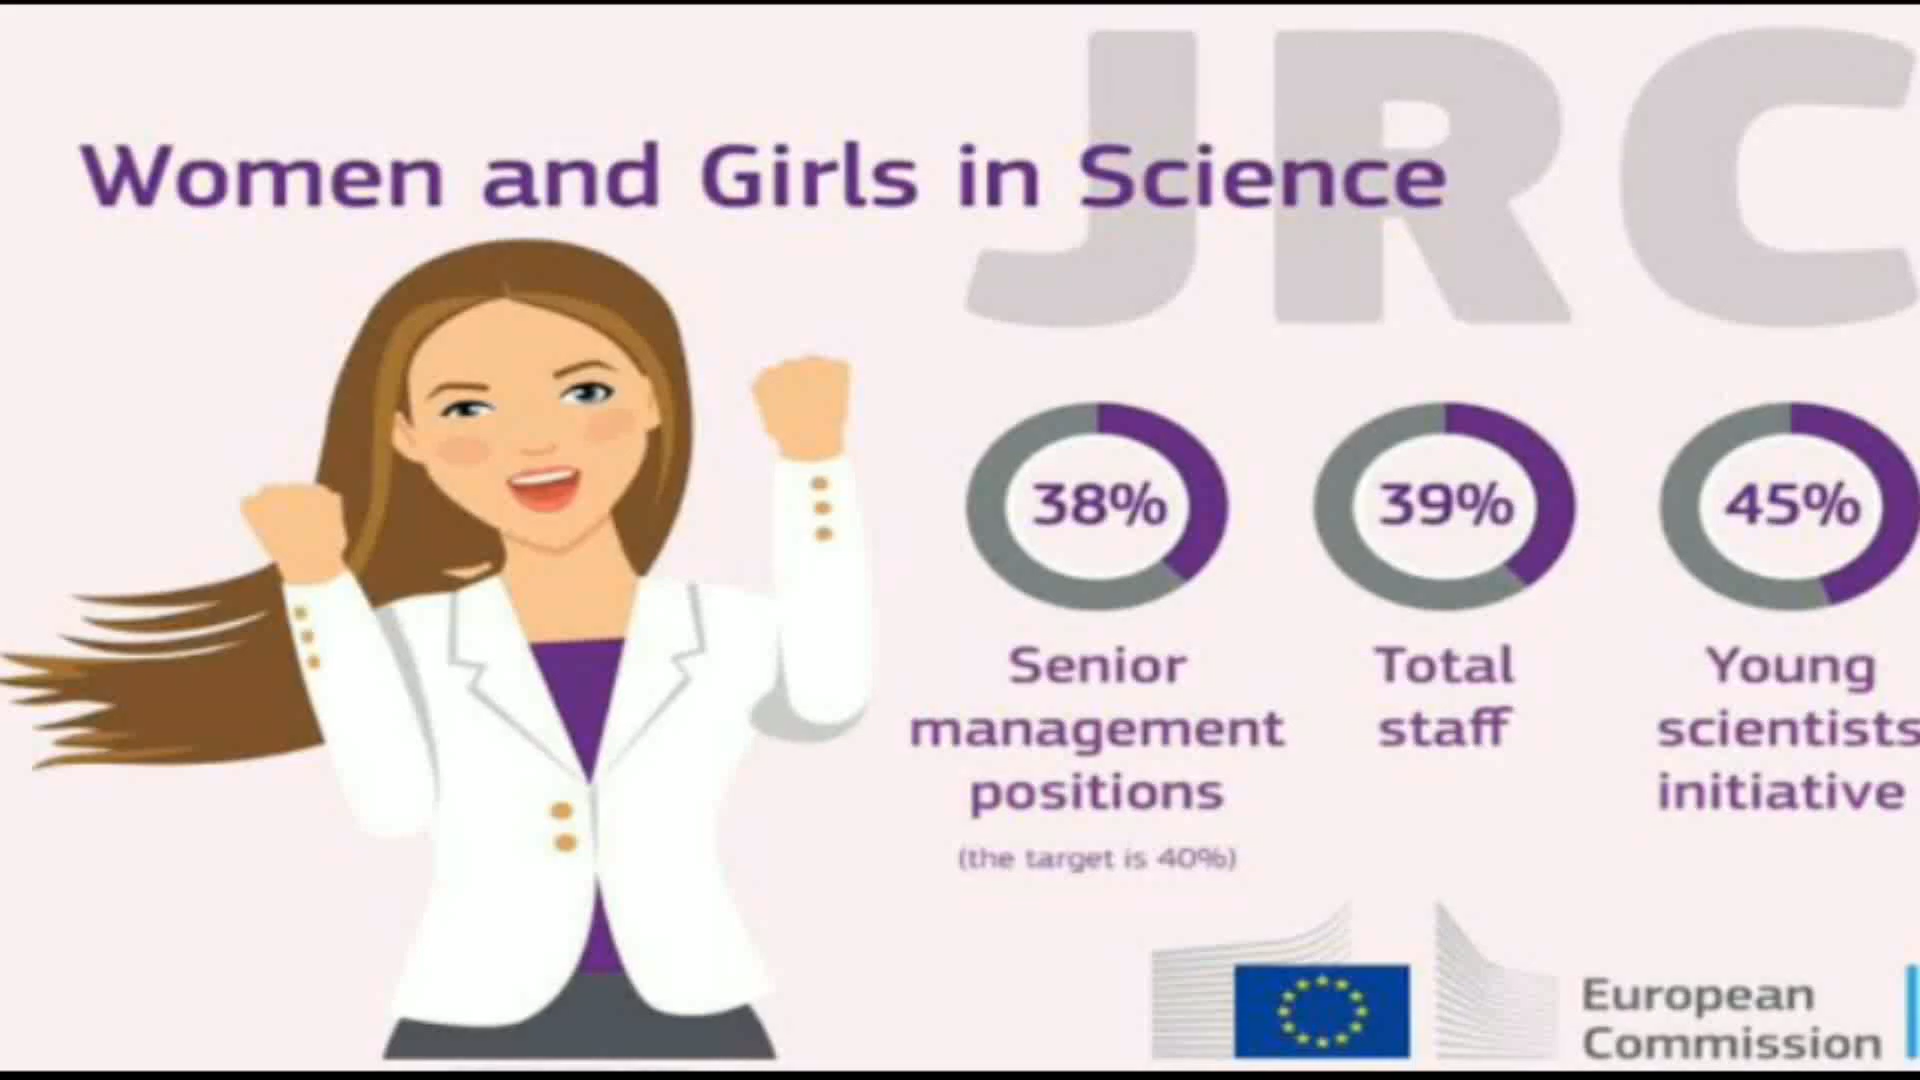 JRC
Women and Girls in Science
38%
39%
45%
Senior
management
positions
(the target is 40%)
Total
staff
Young
scientists
initiative
European
Commission